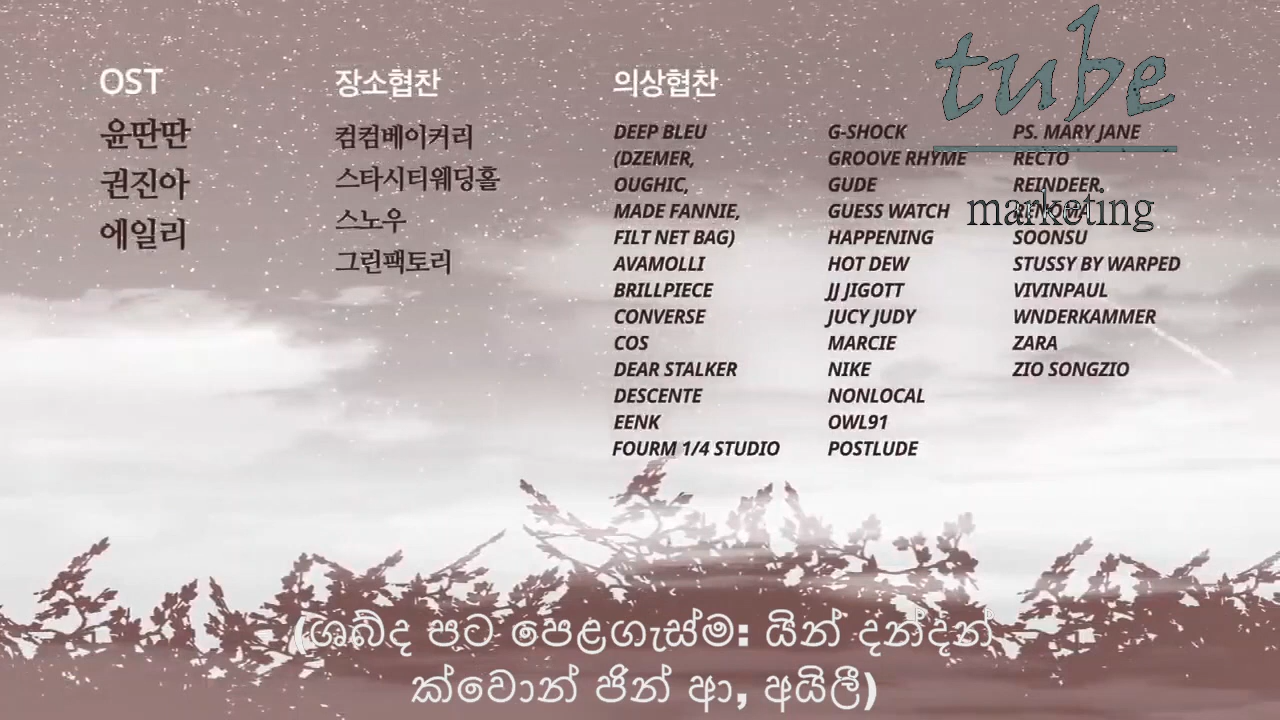 OST
윤딴딴
권진아
에일리
장소협찬
컴컴베이커리
스타시티웨딩홀
스노우
그린팩토리
의상협찬
DEEP BLEU
(DZEMER,
OUGHIC,
MADE FANNIE,
FILT NET BAG)
AVAMOLLI
BRILLPIECE
CONVERSE
COS
DEAR STALKER
DESCENTE
EENK
FOURM 1/4 STUDIO
G-SHOCK
GROOVE RHYME
GUDE
GUESS WATCH
HAPPENING
HOT DEW
JJ JIGOTT
JUCY JUDY
MARCIE
NIKE
NONLOCAL
OWL91
POSTLUDE
PS. MARY JANE
RECTO
REINDEER,
RENOMA
SOONSU
STUSSY BY WARPED
VIVINPAUL
WNDERKAMMER
ZARA
ZIO SONGZIO
tube
marketing
(ශබ්ද පට පෙළගැස්ම: යින් දන්දන්
ක්වොන් ජින් ආ, අයිලී)